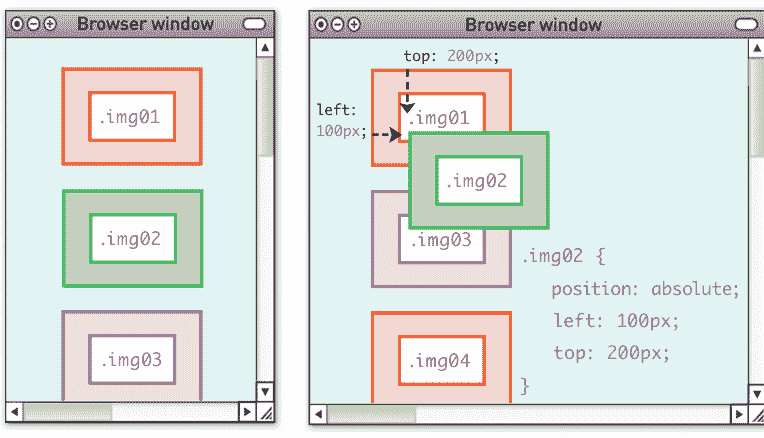 Browser window
.img01
.img02
.img03
Browser window
top: 200px;
left:
100px;
.img01
.img02
.img03
.img04
.img02 {
position: absolute;
left: 100px;
top: 200px;
}